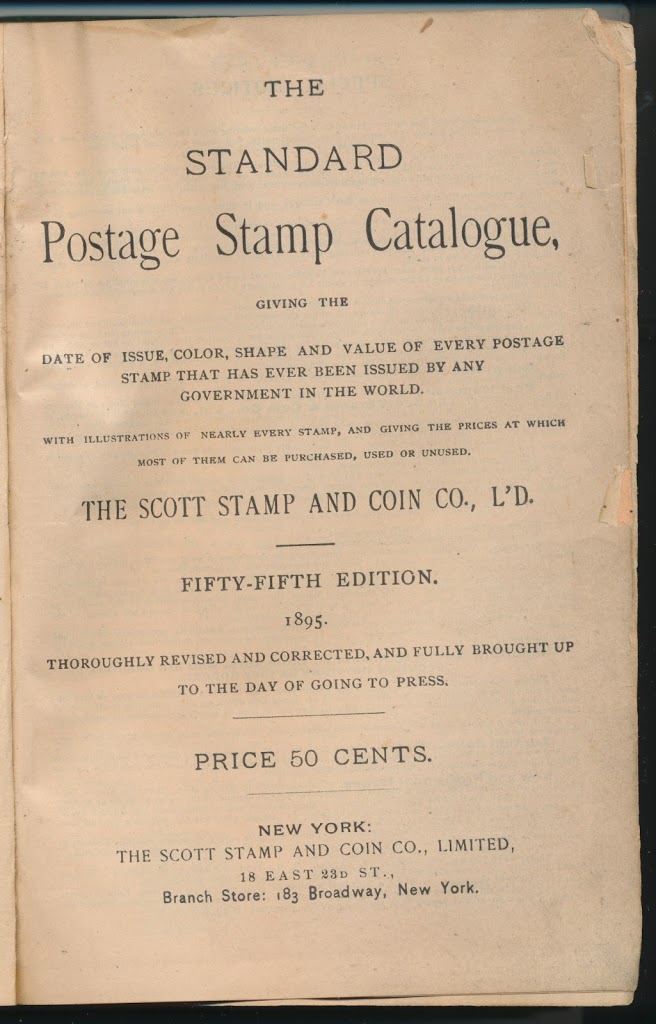 THE
STANDARD
Postage Stamp Catalogue,
GIVING THE
DATE OF ISSUE, COLOR, SHAPE AND VALUE OF EVERY POSTAGE
STAMP THAT HAS EVER BEEN ISSUED BY ANY
GOVERNMENT IN THE WORLD.
WITH ILLUSTRATIONS OF NEARLY EVERY STAMP, AND GIVING THE PRICES AT WHICH
MOST OF THEM CAN BE PURCHASED, USED OR UNUSED.
THE SCOTT STAMP AND COIN CO., L'D.
FIFTY-FIFTH EDITION.
1895.
THOROUGHLY REVISED AND CORRECTED, AND FULLY BROUGHT UP
TO THE DAY OF GOING TO PRESS.
PRICE 50 CENTS.
NEW YORK:
THE SCOTT STAMP AND COIN CO., LIMITED,
18 EAST 23D ST.,
Branch Store: 183 Broadway, New York.